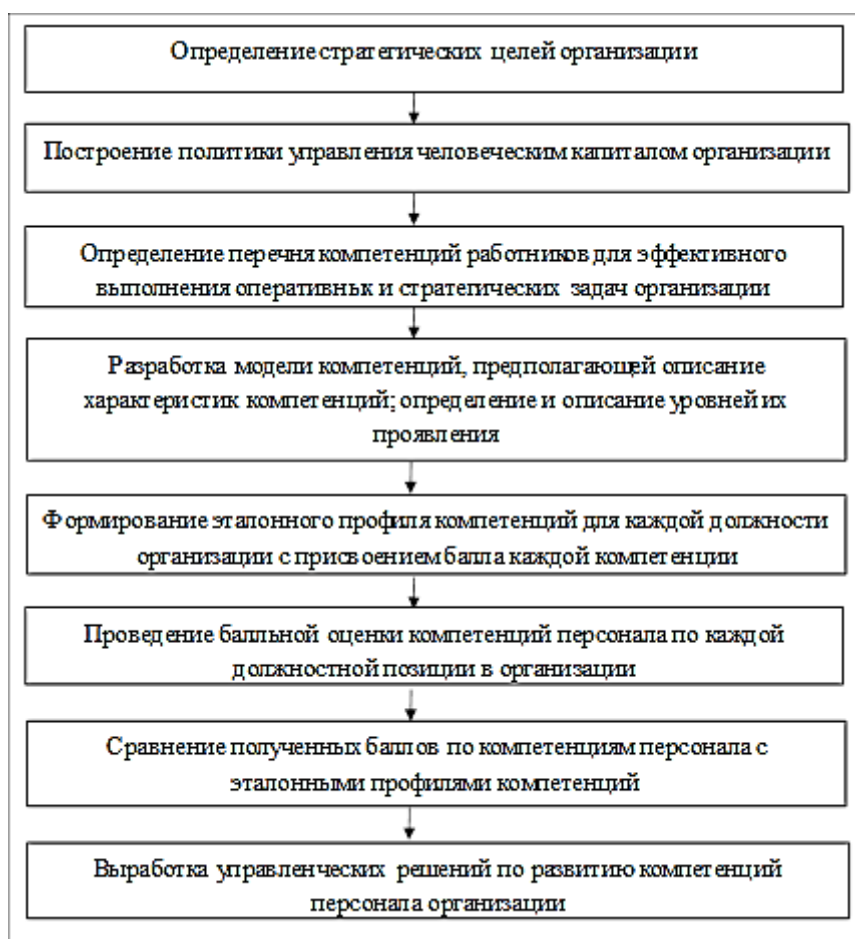 Определение стратегических целей организации
Построение политики управления человеческим капиталом организации
Определение перечня компетенций работников для эффективного
выполнения оперативных и стратегических задач организации
Разработка модели компетенций, предполагающей описание
характеристик компетенций; определение и описание уровней их
проявления
Формирование эталонного профиля компетенций для каждой должности
организации с присвоением балла каждой компетенции
Проведение балльной оценки компетенций персонала по каждой
должностной позиции в организации
Сравнение полученных баллов по компетенциям персонала с
эталонными профилями компетенций
Выработка управленческих решений по развитию компетенций
персонала организации